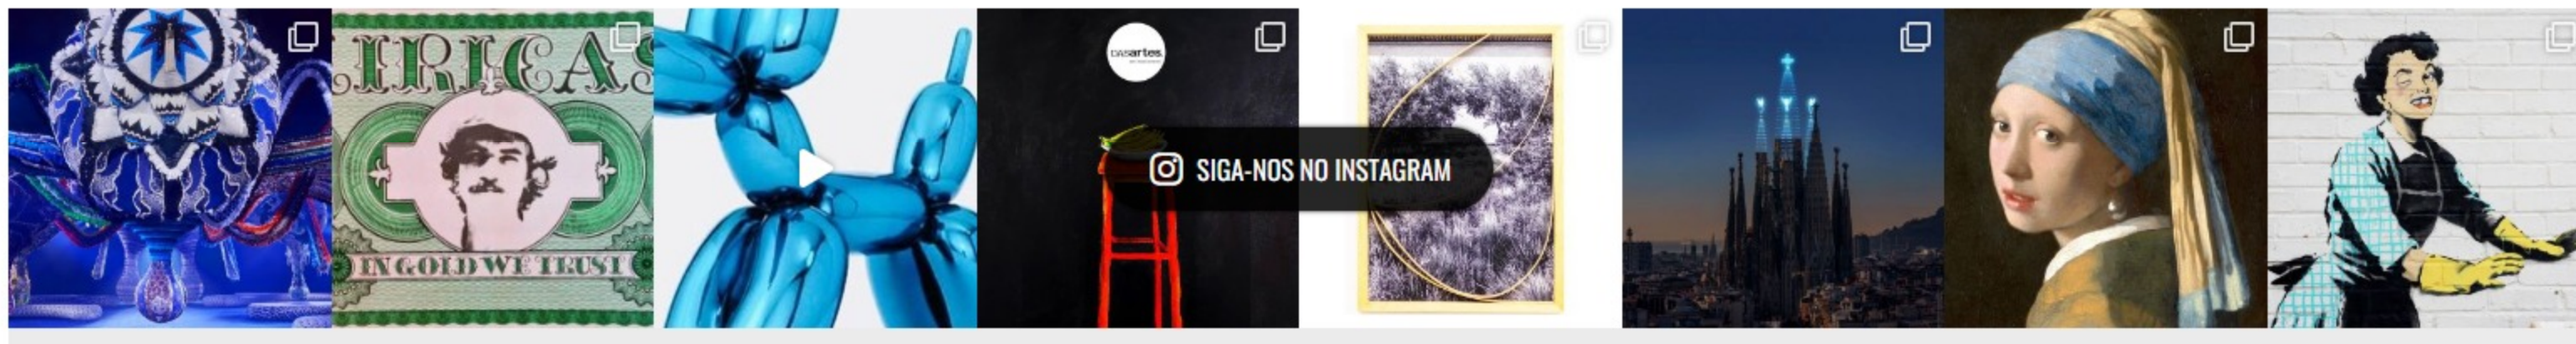 LIRICAS
IN GOLD WE TRUST
DASartes.
SIGA-NOS NO INSTAGRAM